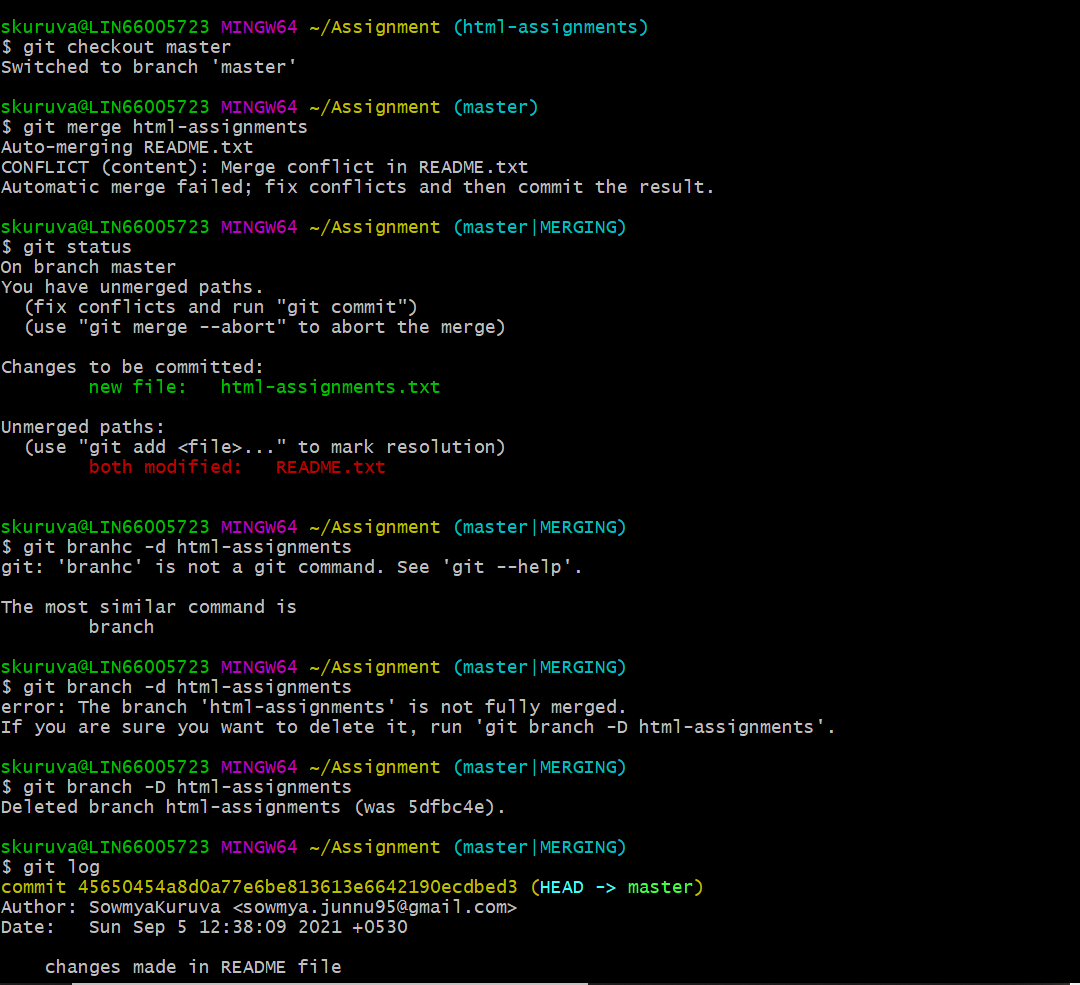 skuruva@LIN66005723 MINGW64 ~/Assignment (html-assignments)
$ git checkout master
Switched to branch 'master'
skuruva@LIN66005723 MINGW64 ~/Assignment (master)
$ git merge html-assignments
Auto-merging README.txt
CONFLICT (content): Merge conflict in README.txt
Automatic merge failed; fix conflicts and then commit the result.
skuruva@LIN66005723 MINGW64 ~/Assignment (master|MERGING)
$ git status
On branch master
You have unmerged paths.
  (fix conflicts and run "git commit")
  (use "git merge --abort" to abort the merge)
Changes to be committed:
        new file:   html-assignments.txt
Unmerged paths:
  (use "git add <file>..." to mark resolution)
        both modified:   README.txt
skuruva@LIN66005723 MINGW64 ~/Assignment (master|MERGING)
$ git branhc -d html-assignments
git: 'branhc' is not a git command. See 'git --help'.
The most similar command is
        branch
skuruva@LIN66005723 MINGW64 ~/Assignment (master|MERGING)
$ git branch -d html-assignments
error: The branch 'html-assignments' is not fully merged.
If you are sure you want to delete it, run 'git branch -D html-assignments'.
skuruva@LIN66005723 MINGW64 ~/Assignment (master|MERGING)
$ git branch -D html-assignments
Deleted branch html-assignments (was 5dfbc4e).
skuruva@LIN66005723 MINGW64 ~/Assignment (master|MERGING)
$ git log
commit 45650454a8d0a77e6be813613e6642190ecdbed3 (HEAD -> master)
Author: SowmyaKuruva <sowmya.junnu95@gmail.com>
Date:   Sun Sep 5 12:38:09 2021 +0530
    changes made in README file